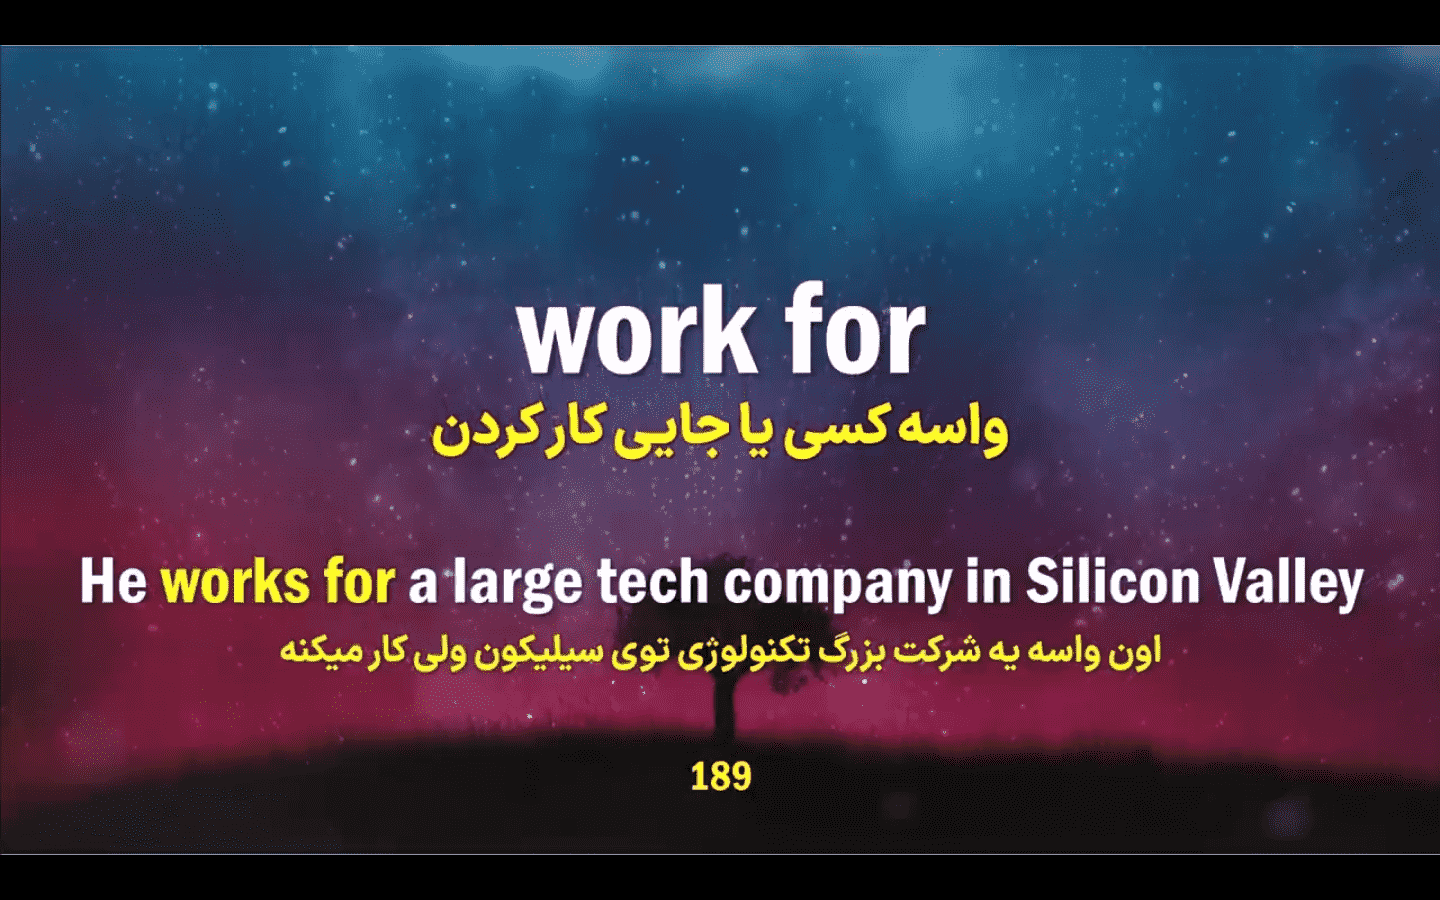 work for
واسه کسی یا جایی کار کردن
He works for a large tech company in Silicon Valley
اون واسه یه شرکت بزرگ تکنولوژی توی سیلیکون ولی کار میکنه
189